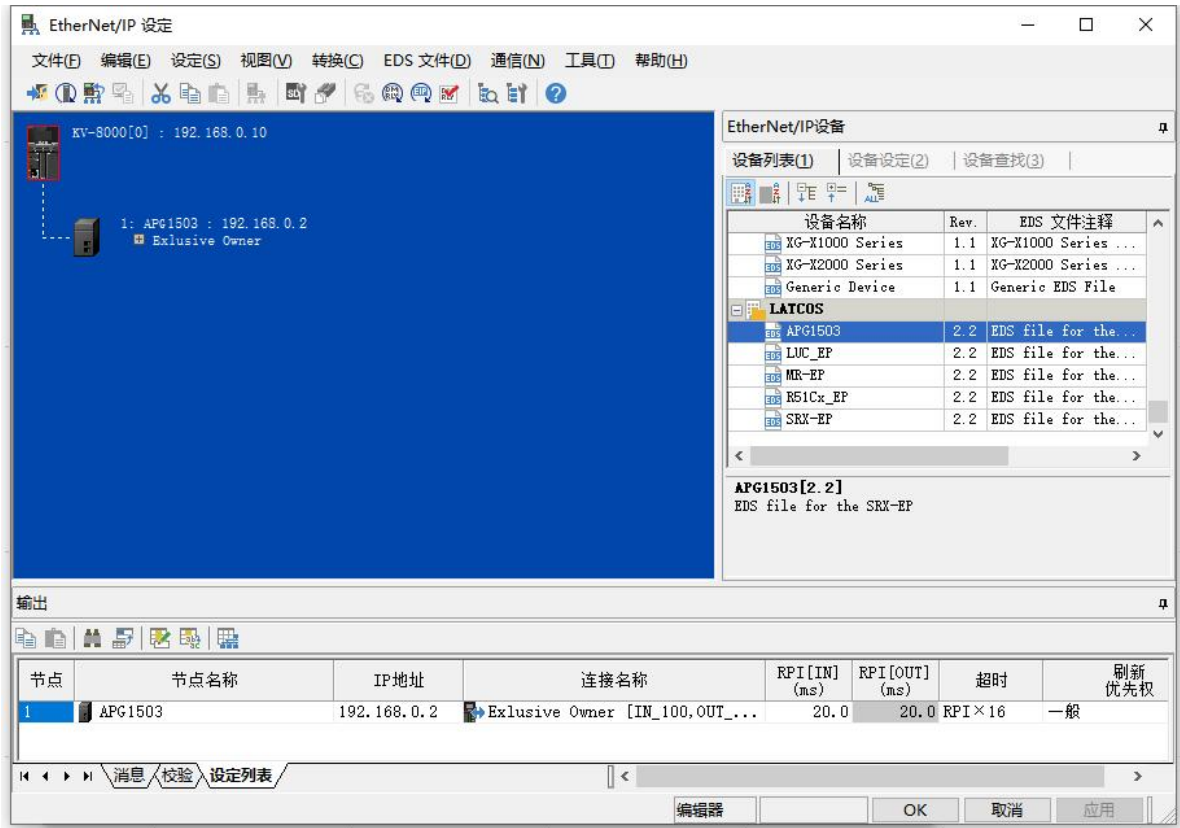 EtherNet/IP 设定
文件(F) 编辑(E) 设定(S) 视图(V) 转换(C) EDS 文件(D) 通信(N) 工具(T) 帮助(H)
KV-8000[0] : 192.168.0.10
1: APG1503 : 192.168.0.2
Exlusive Owner
EtherNet/IP设备
设备列表(1) 设备设定(2) 设备查找(3)
设备名称 Rev. EDS 文件注释
XG-X1000 Series 1.1 XG-X1000 Series ...
XG-X2000 Series 1.1 XG-X2000 Series ...
Generic Device 1.1 Generic EDS File
LATCOS
APG1503 2.2 EDS file for the...
LUC_EP 2.2 EDS file for the...
MR-EP 2.2 EDS file for the...
R51Cx_EP 2.2 EDS file for the...
SRX-EP 2.2 EDS file for the...
APG1503[2.2]
EDS file for the SRX-EP
输出
节点 节点名称 IP地址 连接名称 RPI[IN] (ms) RPI[OUT] (ms) 超时 刷新 优先权
1 APG1503 192.168.0.2 Exlusive Owner [IN_100,OUT_... 20.0 20.0 RPI×16 一般
消息 校验 设定列表
编辑器 OK 取消 应用